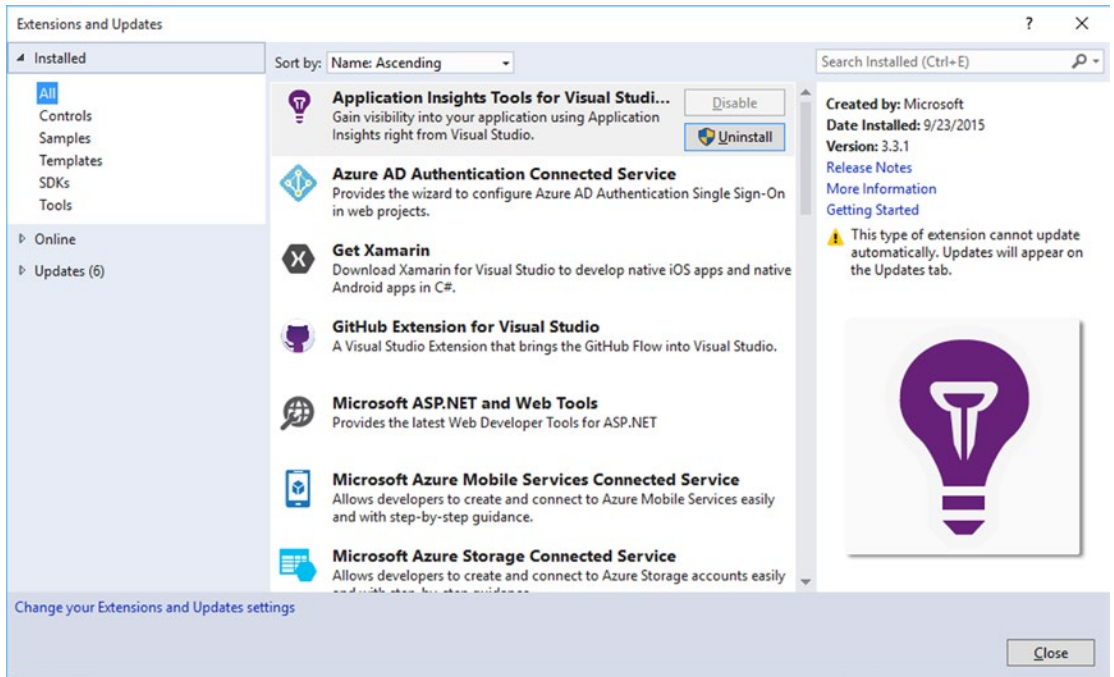 Extensions and Updates
? ×
Installed
All
Controls
Samples
Templates
SDKs
Tools
Online
Updates (6)
Sort by: Name: Ascending
Application Insights Tools for Visual Studi...
Gain visibility into your application using Application
Insights right from Visual Studio.
Disable
Uninstall
Azure AD Authentication Connected Service
Provides the wizard to configure Azure AD Authentication Single Sign-On
in web projects.
Get Xamarin
Download Xamarin for Visual Studio to develop native iOS apps and native
Android apps in C#.
GitHub Extension for Visual Studio
A Visual Studio Extension that brings the GitHub Flow into Visual Studio.
Microsoft ASP.NET and Web Tools
Provides the latest Web Developer Tools for ASP.NET
Microsoft Azure Mobile Services Connected Service
Allows developers to create and connect to Azure Mobile Services easily
and with step-by-step guidance.
Microsoft Azure Storage Connected Service
Allows developers to create and connect to Azure Storage accounts easily
and with step-by-step guidance.
Search Installed (Ctrl+E)
Created by: Microsoft
Date Installed: 9/23/2015
Version: 3.3.1
Release Notes
More Information
Getting Started
This type of extension cannot update
automatically. Updates will appear on
the Updates tab.
Change your Extensions and Updates settings
Close